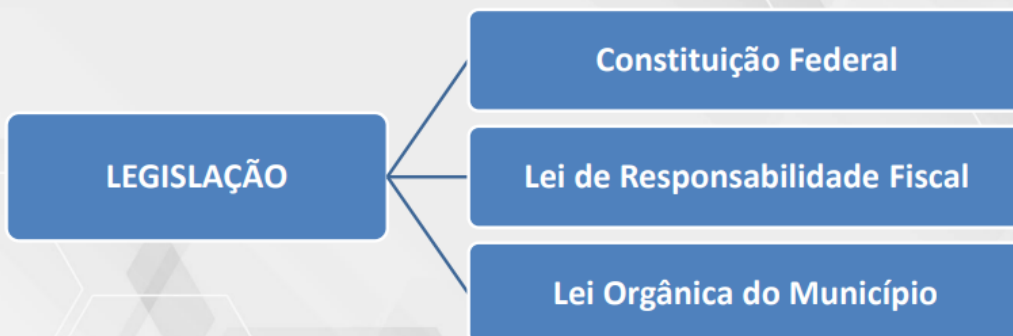 LEGISLAÇÃO
Constituição Federal
Lei de Responsabilidade Fiscal
Lei Orgânica do Município